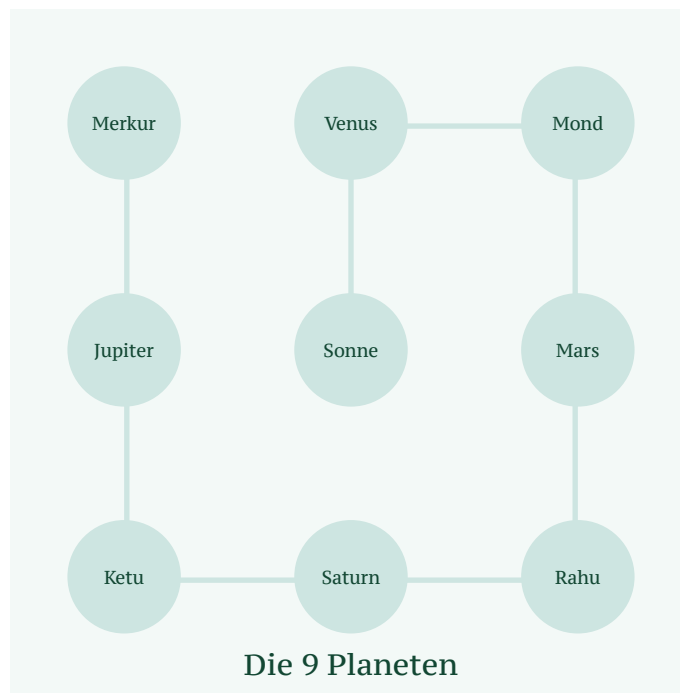 Merkur
Venus
Mond
Jupiter
Sonne
Mars
Ketu
Saturn
Rahu
Die 9 Planeten